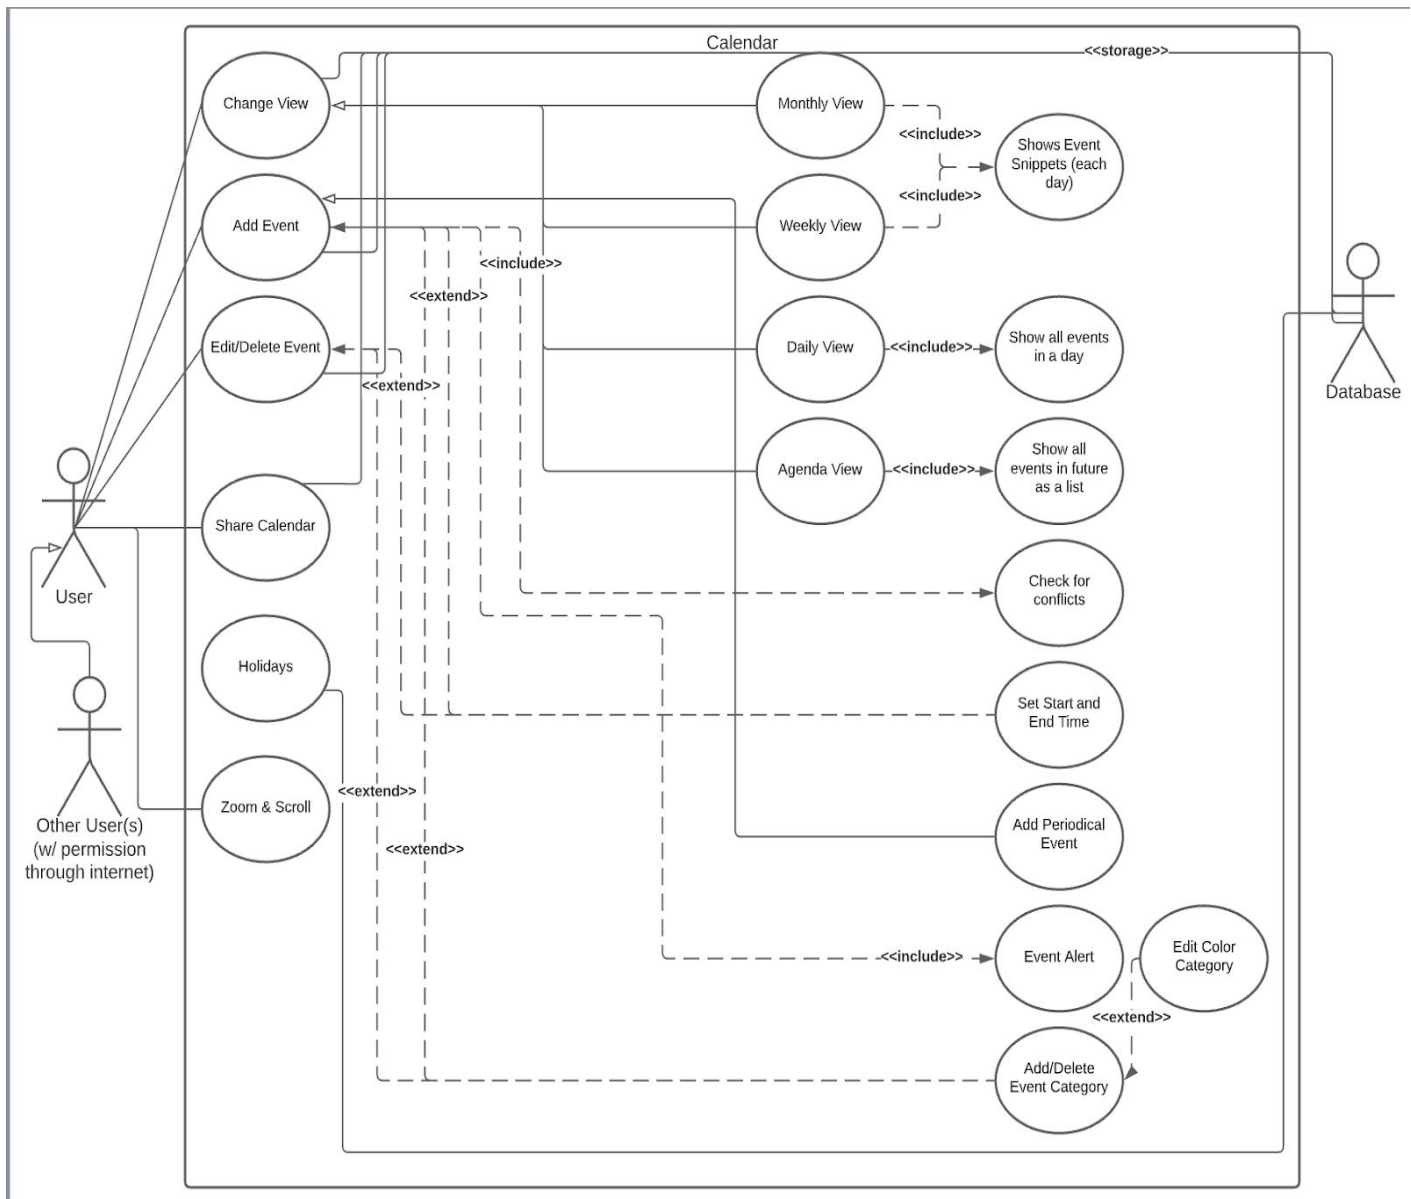 Calendar
<<storage>>
Change View
Monthly View
<<include>>
Shows Event
Snippets (each
day)
<<include>>
Add Event
Weekly View
<<include>>
<<extend>>
Edit/Delete Event
Daily View
<<include>>
Show all events
in a day
<<extend>>
Database
Agenda View
<<include>>
Show all
events in future
as a list
Share Calendar
User
Check for
conflicts
Holidays
Set Start and
End Time
<<extend>>
Zoom & Scroll
Other User(s)
(w/ permission
through internet)
<<extend>>
Add Periodical
Event
<<include>>
Event Alert
Edit Color
Category
<<extend>>
Add/Delete
Event Category